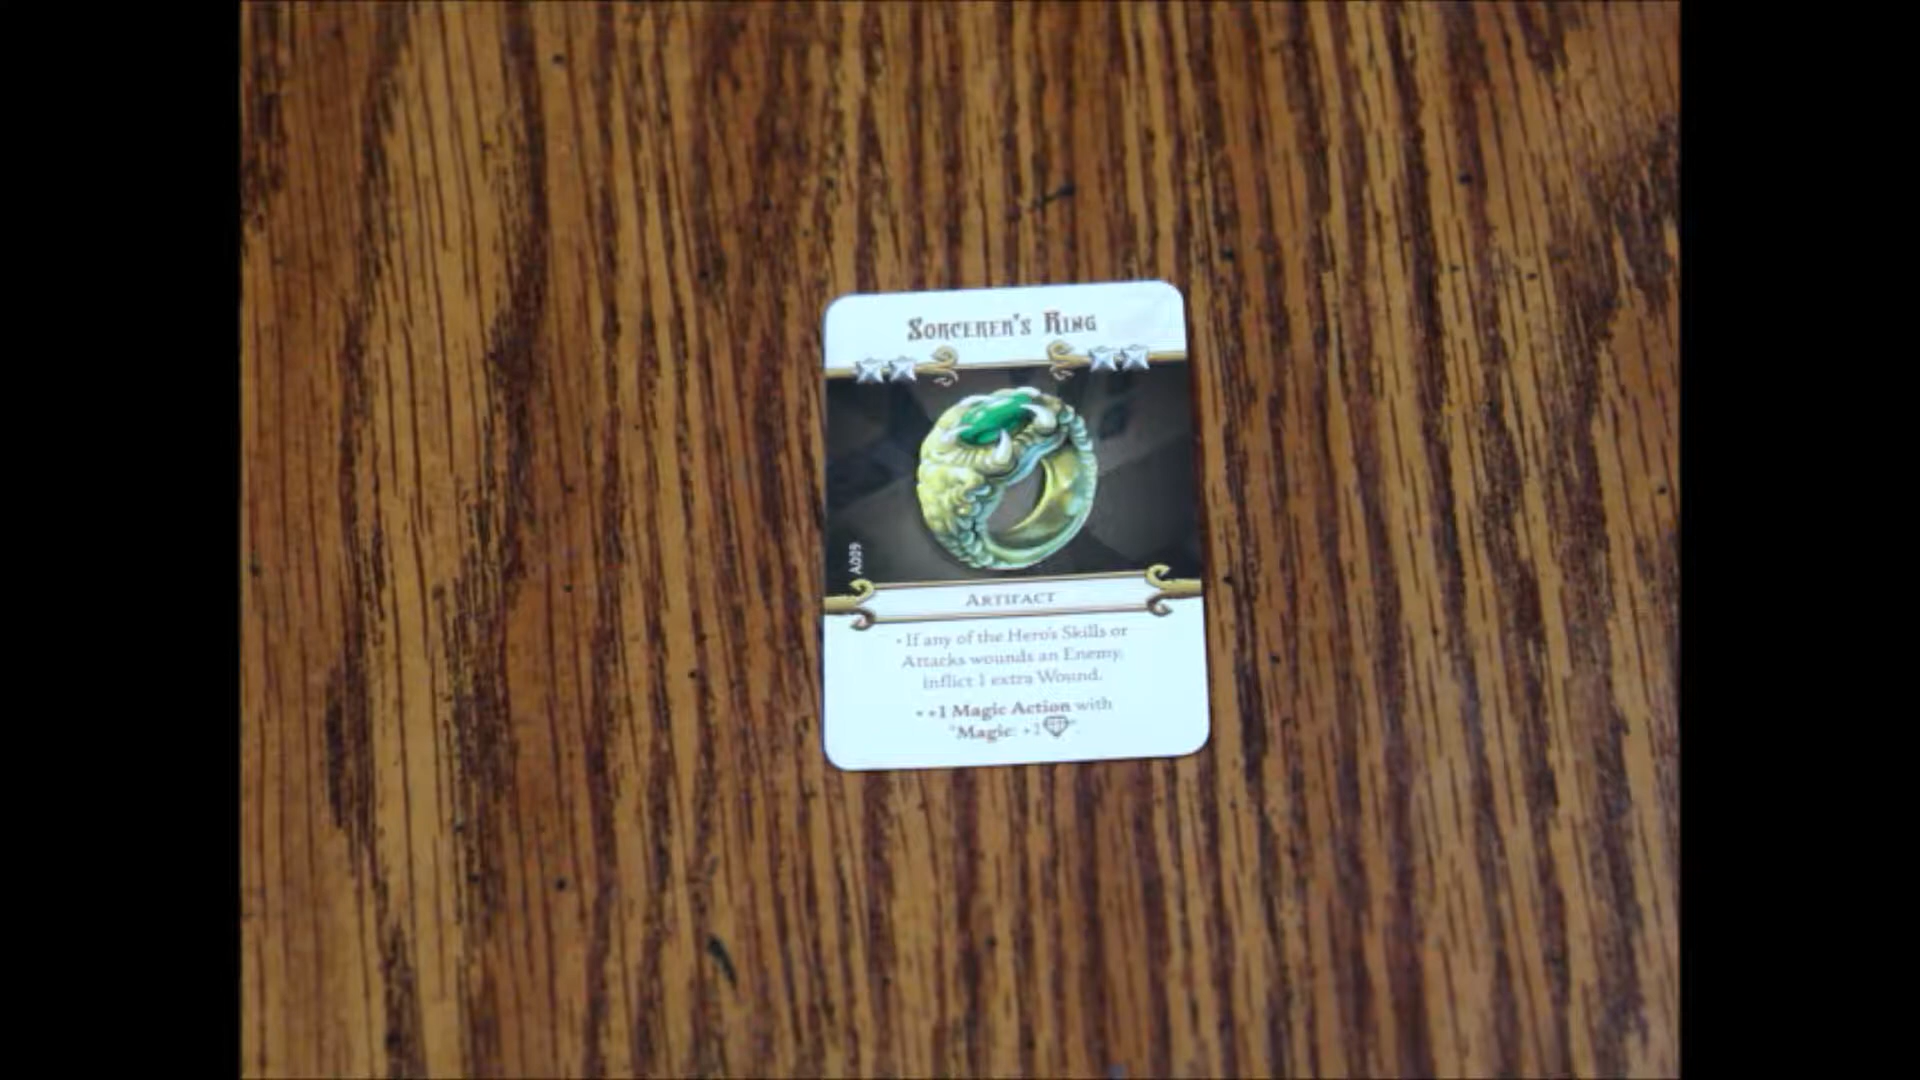 Sorcerer's Ring
A009
Artifact
• If any of the Hero's Skills or
Attacks wounds an Enemy,
inflict 1 extra Wound.
• +1 Magic Action with
"Magic: +1